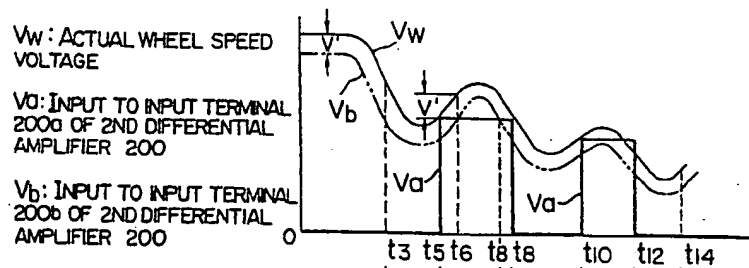 Vw: ACTUAL WHEEL SPEED
VOLTAGE
Va: INPUT TO INPUT TERMINAL
200a OF 2ND DIFFERENTIAL
AMPLIFIER 200
Vb: INPUT TO INPUT TERMINAL
200b OF 2ND DIFFERENTIAL
AMPLIFIER 200
V'
Vw
V'
Vb
Va
Va
0
t3 t5 t6 t8 t8 t10 t12 t14